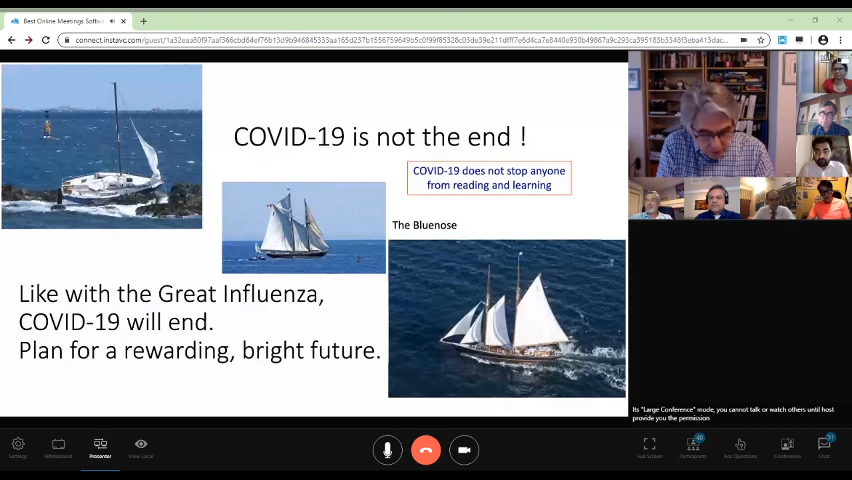 Best Online Meetings Softwa
connect.instavc.com/guest/
COVID-19 is not the end !
COVID-19 does not stop anyone
from reading and learning
The Bluenose
Like with the Great Influenza,
COVID-19 will end.
Plan for a rewarding, bright future.
Its "Large Conference" mode, you cannot talk or watch others until host
provide you the permission
Settings
Whiteboard
Presenter
View Local
Full Screen
40
Participants
Ask Questions
Conference
31
Chat